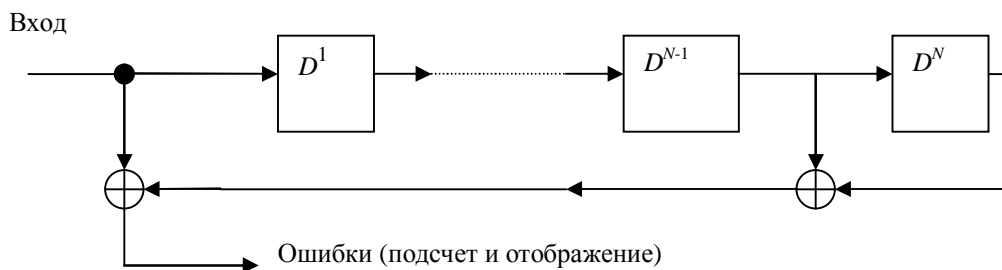 Вход
D¹
Dᴺ⁻¹
Dᴺ
Ошибки (подсчет и отображение)